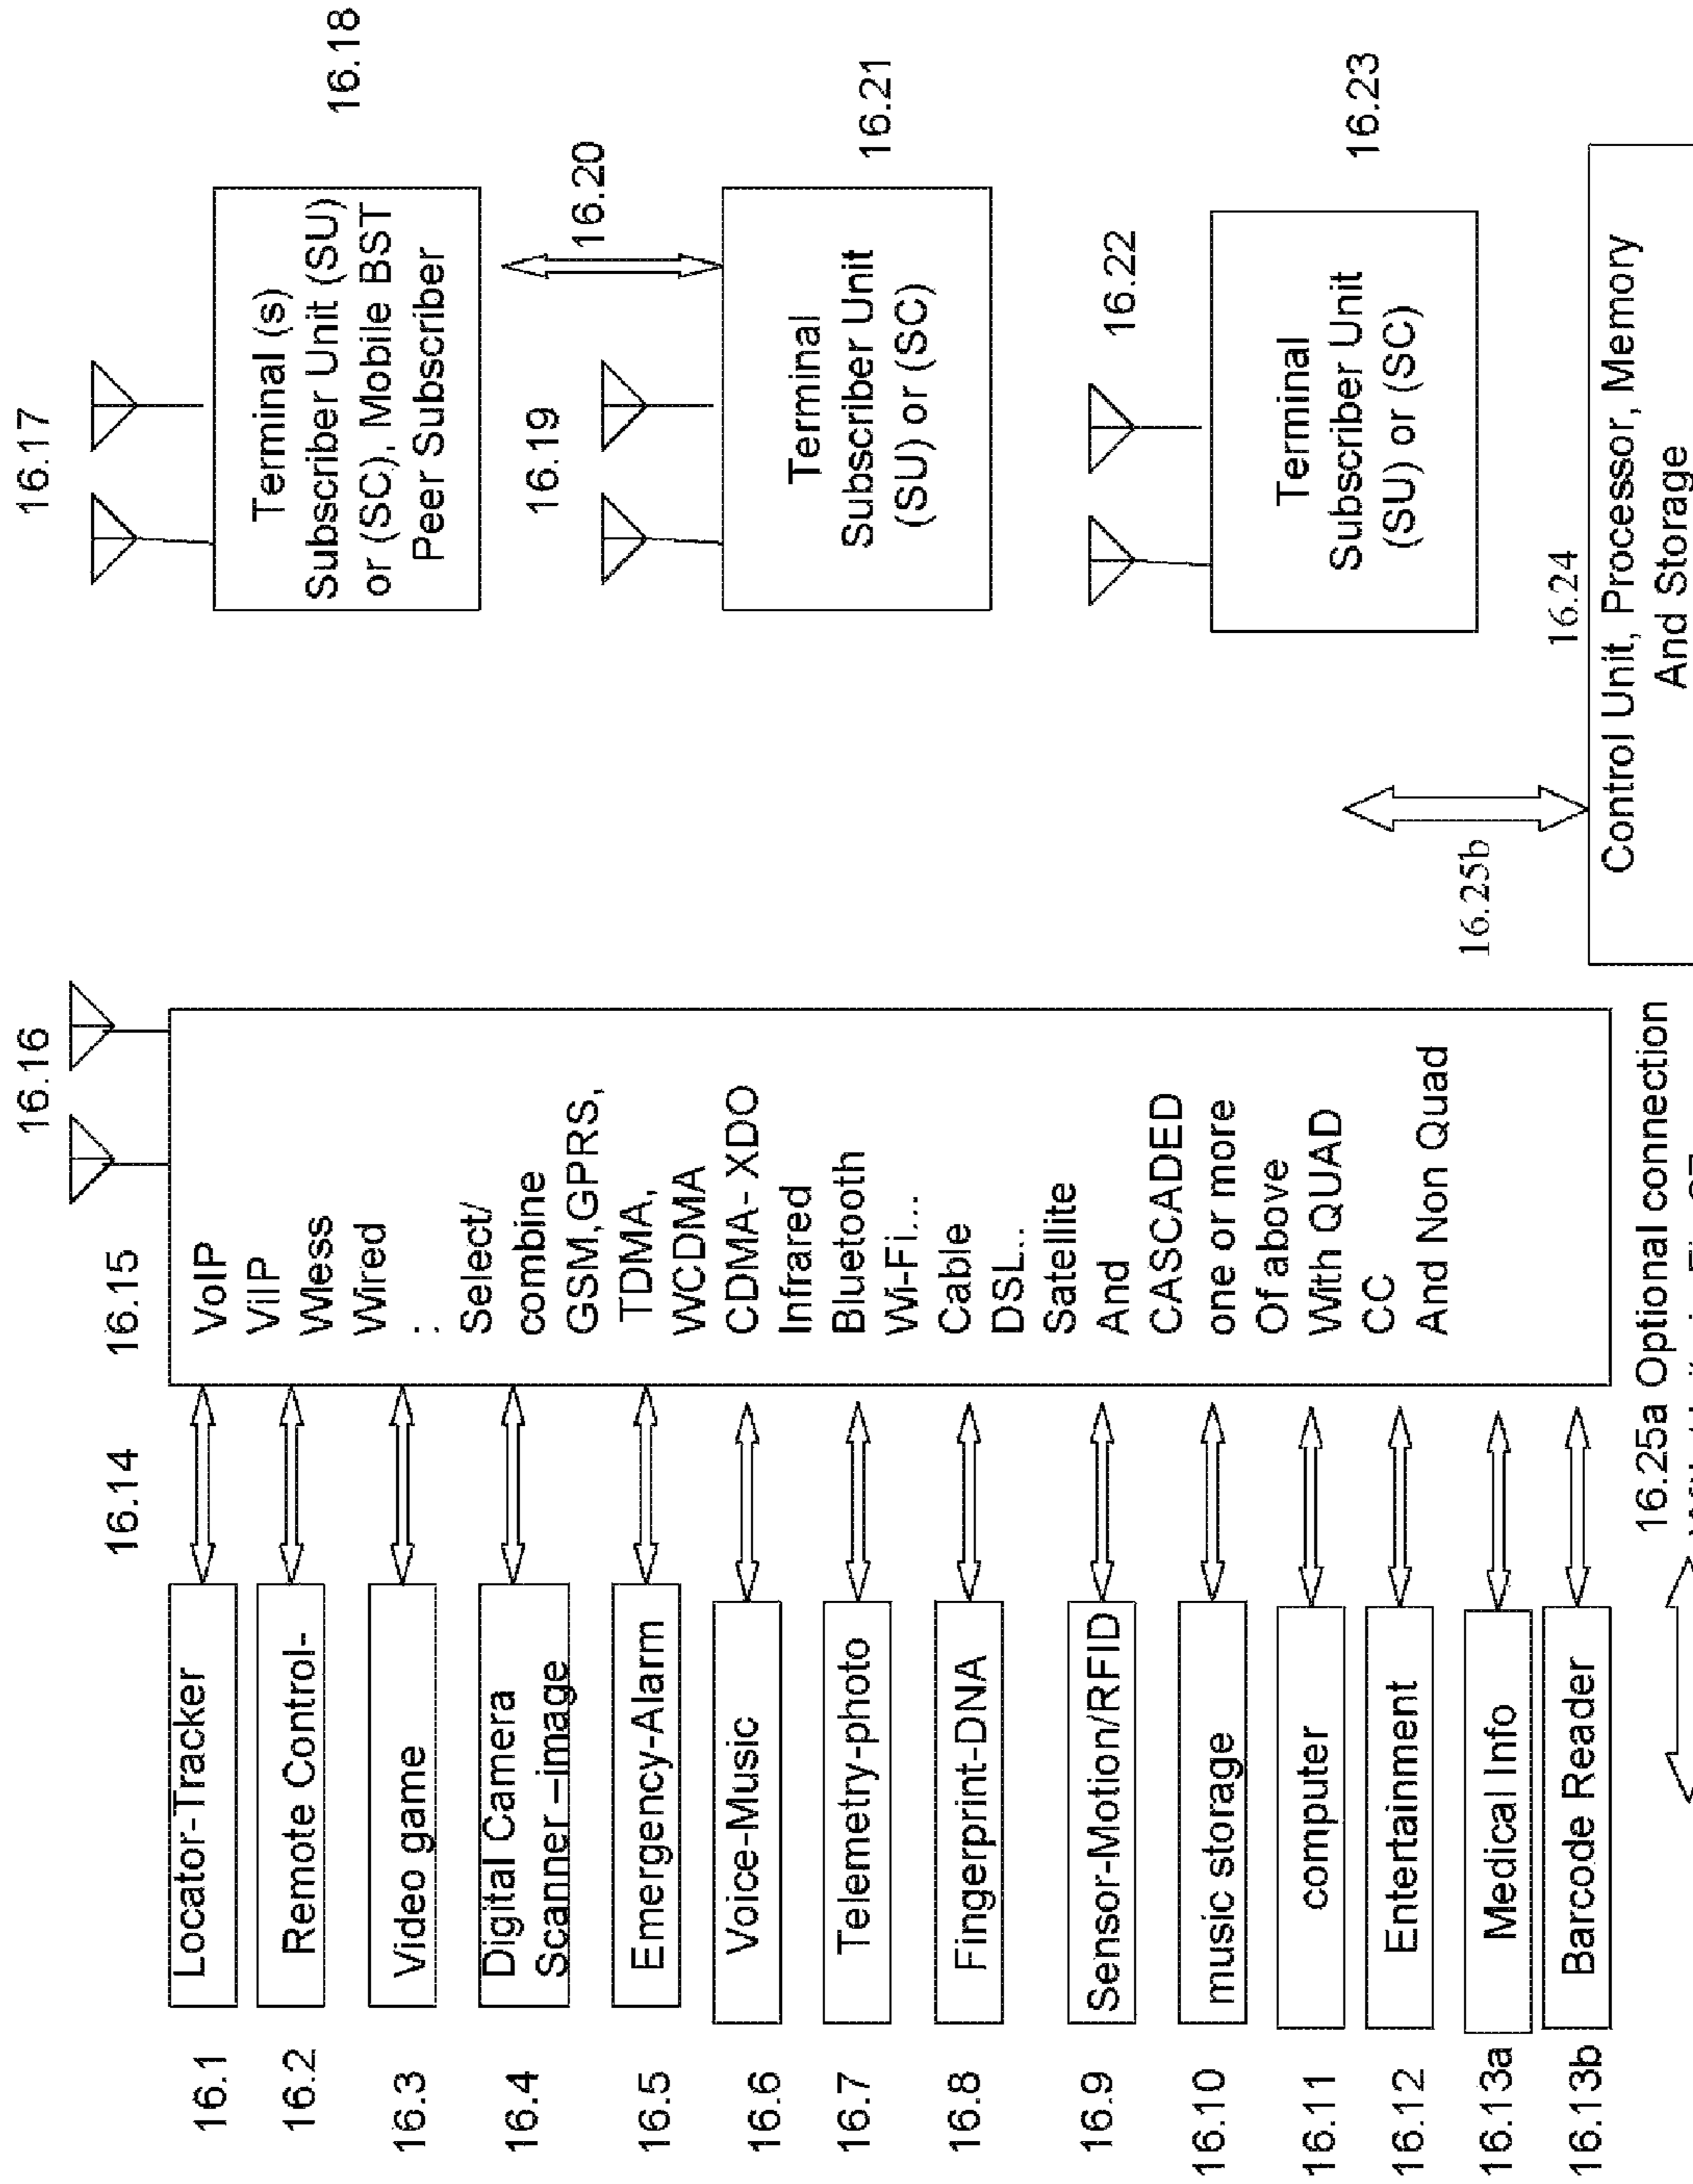 16.1
Locator-Tracker
16.2
Remote Control-
16.3
Video game
16.4
Digital Camera
Scanner –image
16.5
Emergency-Alarm
16.6
Voice-Music
16.7
Telemetry-photo
16.8
Fingerprint-DNA
16.9
Sensor-Motion/RFID
16.10
music storage
16.11
computer
16.12
Entertainment
16.13a
Medical Info
16.13b
Barcode Reader
16.14
16.15
16.16
VoIP
ViIP
Wless
Wired
:
Select/
combine
GSM,GPRS,
TDMA,
WCDMA
CDMA- XDO
Infrared
Bluetooth
Wi-Fi...
Cable
DSL..
Satellite
And
CASCADED
one or more
Of above
With QUAD
CC
And Non Quad
16.25a Optional connection
16.17
Terminal (s)
Subscriber Unit (SU)
or (SC), Mobile BST
Peer Subscriber
16.18
16.20
16.19
Terminal
Subscriber Unit
(SU) or (SC)
16.21
16.22
Terminal
Subscriber Unit
(SU) or (SC)
16.23
16.24
16.25b
Control Unit, Processor, Memory
And Storage